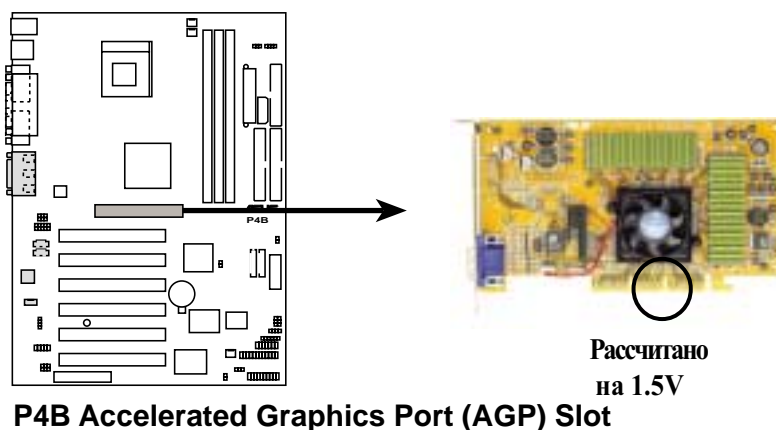 P4B
Рассчитано
на 1.5V
P4B Accelerated Graphics Port (AGP) Slot